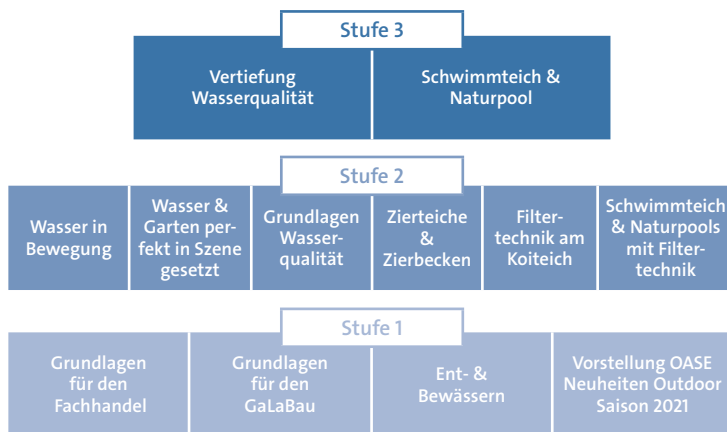 Stufe 3
Vertiefung
Wasserqualität
Schwimmteich &
Naturpool
Stufe 2
Wasser in
Bewegung
Wasser &
Garten per-
fekt in Szene
gesetzt
Grundlagen
Wasser-
qualität
Zierteiche
&
Zierbecken
Filter-
technik am
Koiteich
Schwimmteich
& Naturpools
mit Filter-
technik
Stufe 1
Grundlagen
für den
Fachhandel
Grundlagen
für den
GaLaBau
Ent- &
Bewässern
Vorstellung OASE
Neuheiten Outdoor
Saison 2021